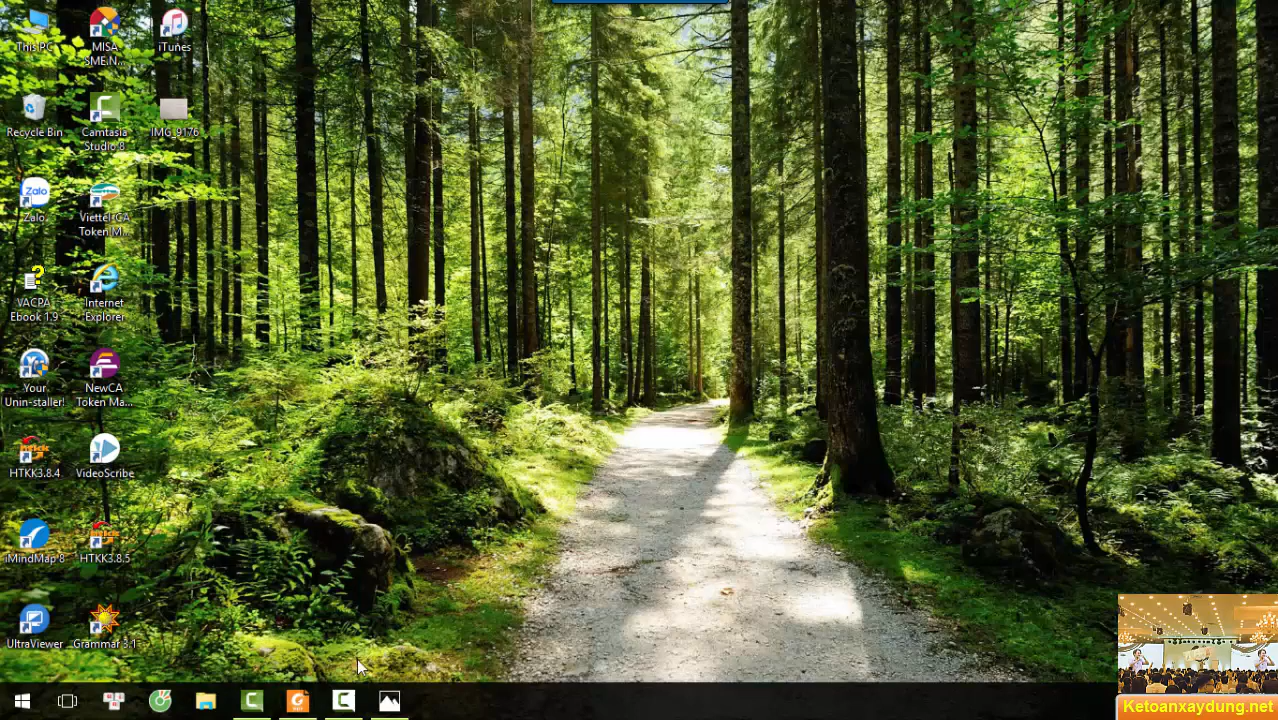 This PC
MISA
SME.N...
iTunes
Recycle Bin
Camtasia
Studio 8
IMG_9176
Zalo
Zalo
Viettel-CA
Token M...
VACPA
Ebook 1.9
Internet
Explorer
Your
Unin-staller!
NewCA
Token Ma...
HTKK3.8.4
VideoScribe
iMindMap 8
HTKK3.8.5
UltraViewer
Grammar 3.1
Ketoanxaydung.net